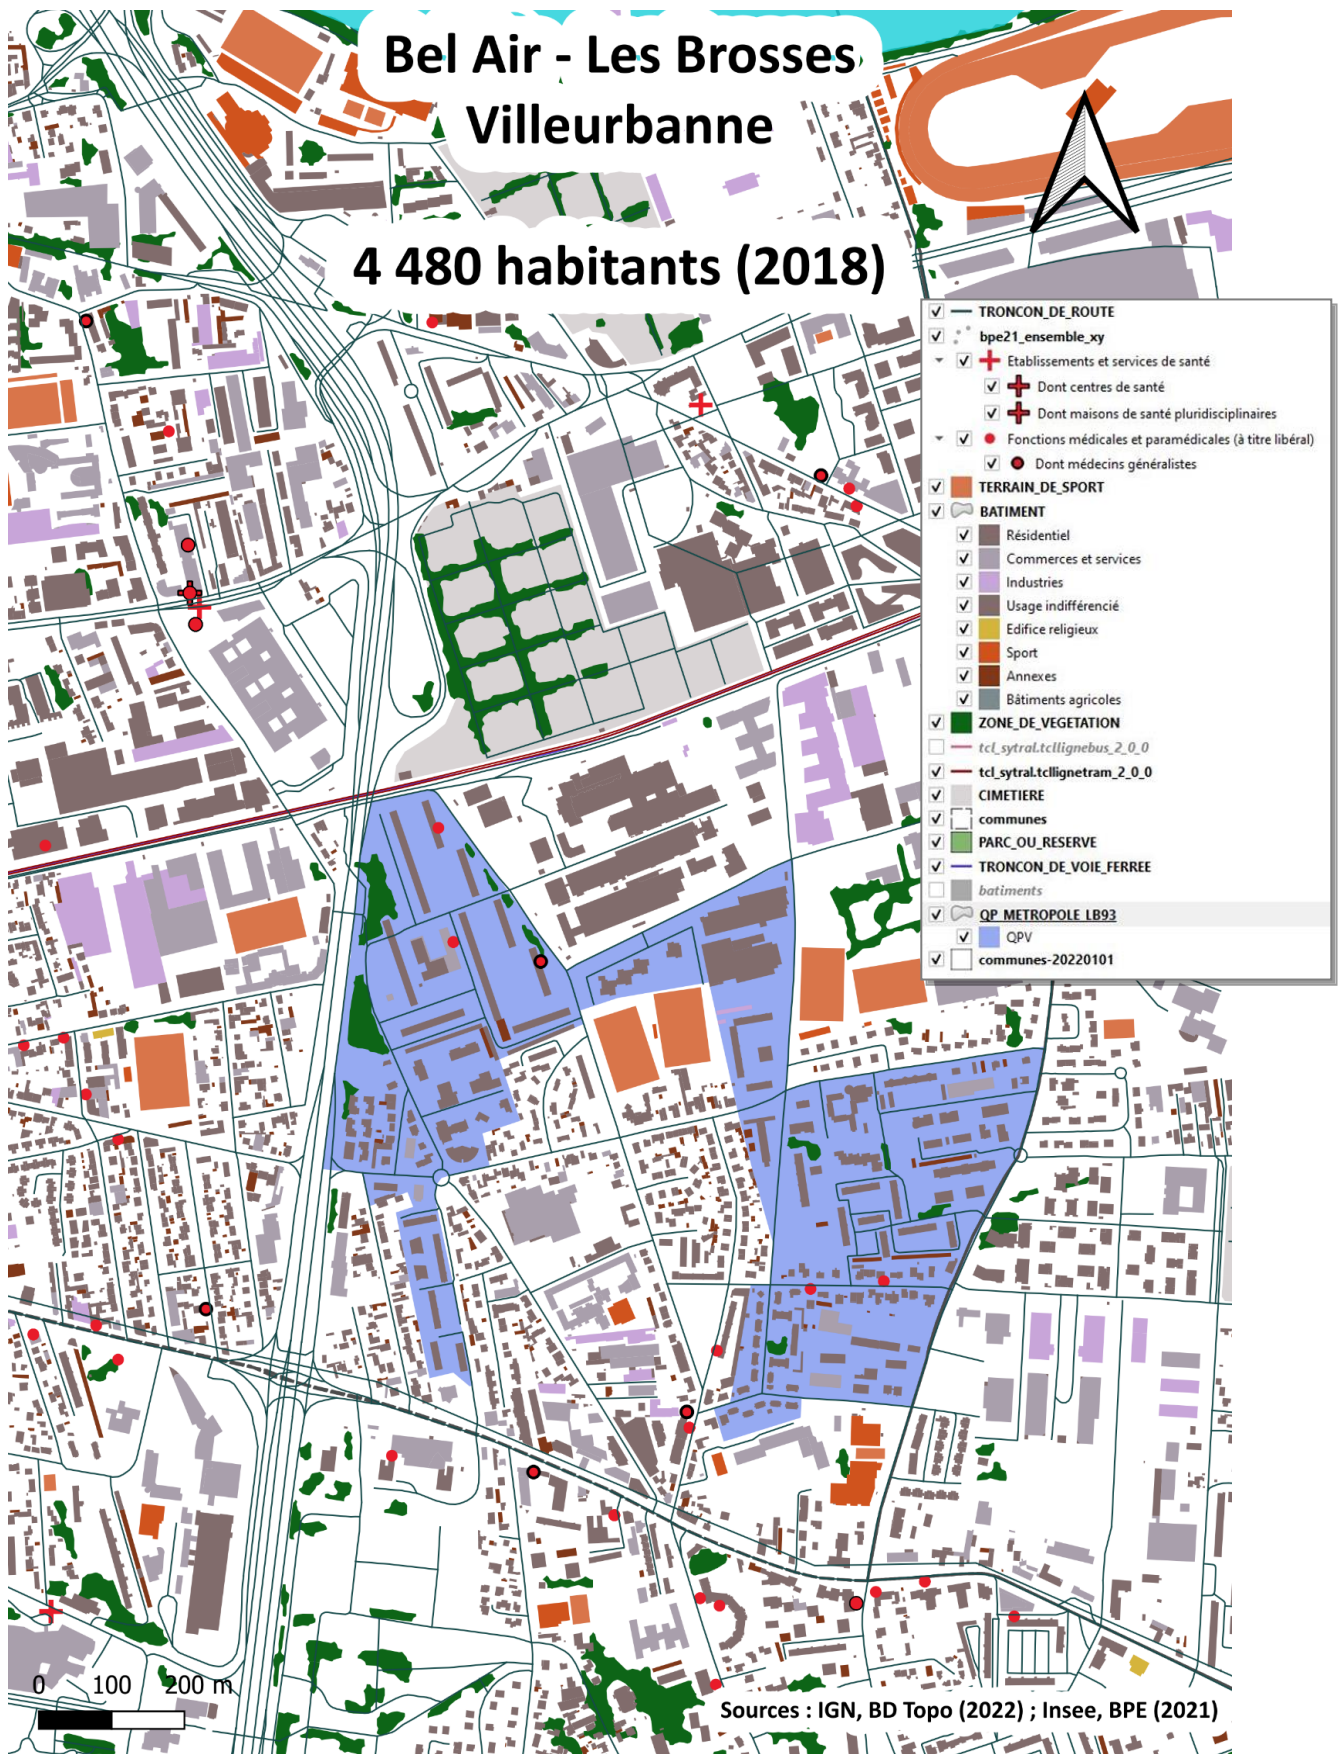 Bel Air - Les Brosses
Villeurbanne
4 480 habitants (2018)
TRONCON_DE_ROUTE
bpe21_ensemble_xy
Etablissements et services de santé
Dont centres de santé
Dont maisons de santé pluridisciplinaires
Fonctions médicales et paramédicales (à titre libéral)
Dont médecins généralistes
TERRAIN_DE_SPORT
BATIMENT
Résidentiel
Commerces et services
Industries
Usage indifférencié
Edifice religieux
Sport
Annexes
Bâtiments agricoles
ZONE_DE_VEGETATION
tcl_sytral.tcllignebus_2_0_0
tcl_sytral.tcllignetram_2_0_0
CIMETIERE
communes
PARC_OU_RESERVE
TRONCON_DE_VOIE_FERREE
batiments
QP_METROPOLE_LB93
QPV
communes-20220101
0 100 200 m
Sources : IGN, BD Topo (2022) ; Insee, BPE (2021)